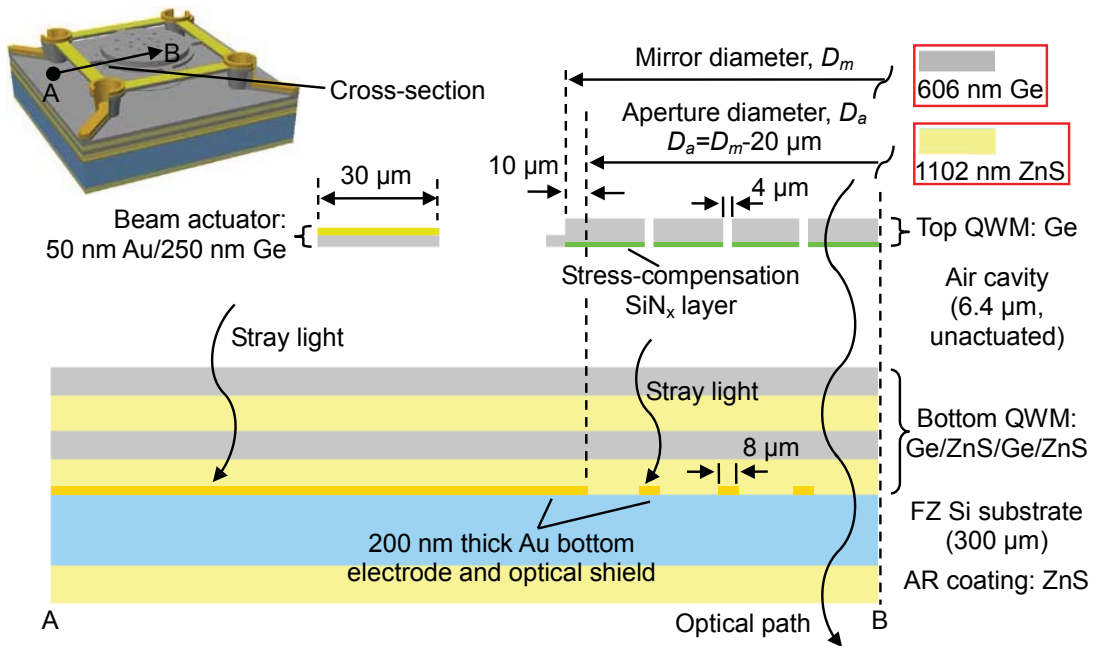 B
A
Cross-section
Mirror diameter, Dm
606 nm Ge
Aperture diameter, Da
Da=Dm-20 µm
1102 nm ZnS
10 µm
30 µm
4 µm
Beam actuator:
50 nm Au/250 nm Ge
Top QWM: Ge
Stress-compensation
SiNx layer
Air cavity
(6.4 µm,
unactuated)
Stray light
Stray light
Bottom QWM:
Ge/ZnS/Ge/ZnS
8 µm
FZ Si substrate
(300 µm)
200 nm thick Au bottom
electrode and optical shield
AR coating: ZnS
A
Optical path
B